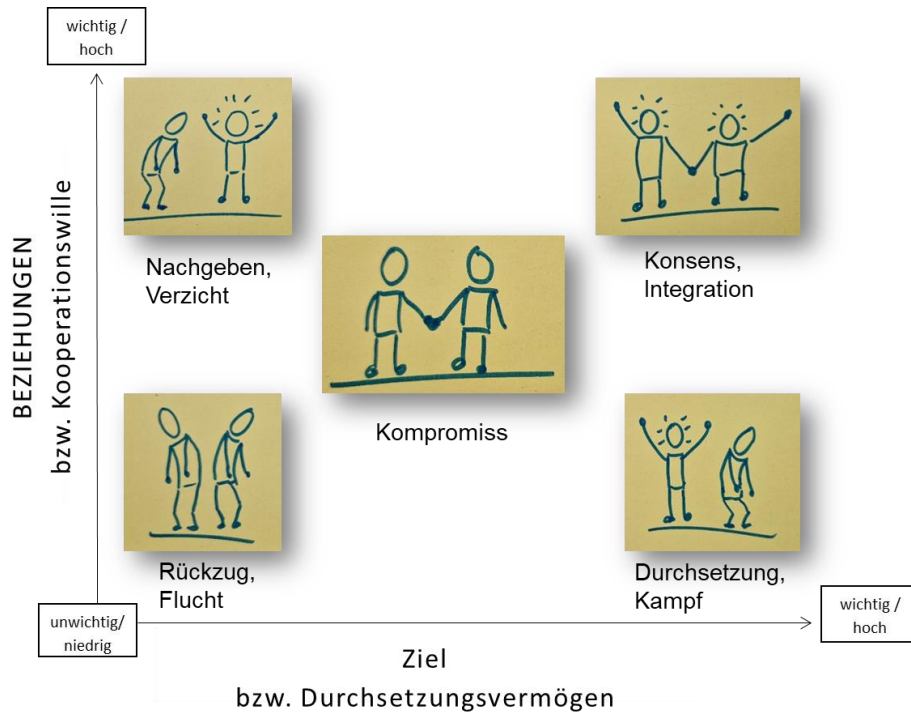 wichtig /
hoch
BEZIEHUNGEN
bzw. Kooperationswille
Nachgeben,
Verzicht
Konsens,
Integration
Kompromiss
Rückzug,
Flucht
Durchsetzung,
Kampf
unwichtig/
niedrig
wichtig /
hoch
Ziel
bzw. Durchsetzungsvermögen